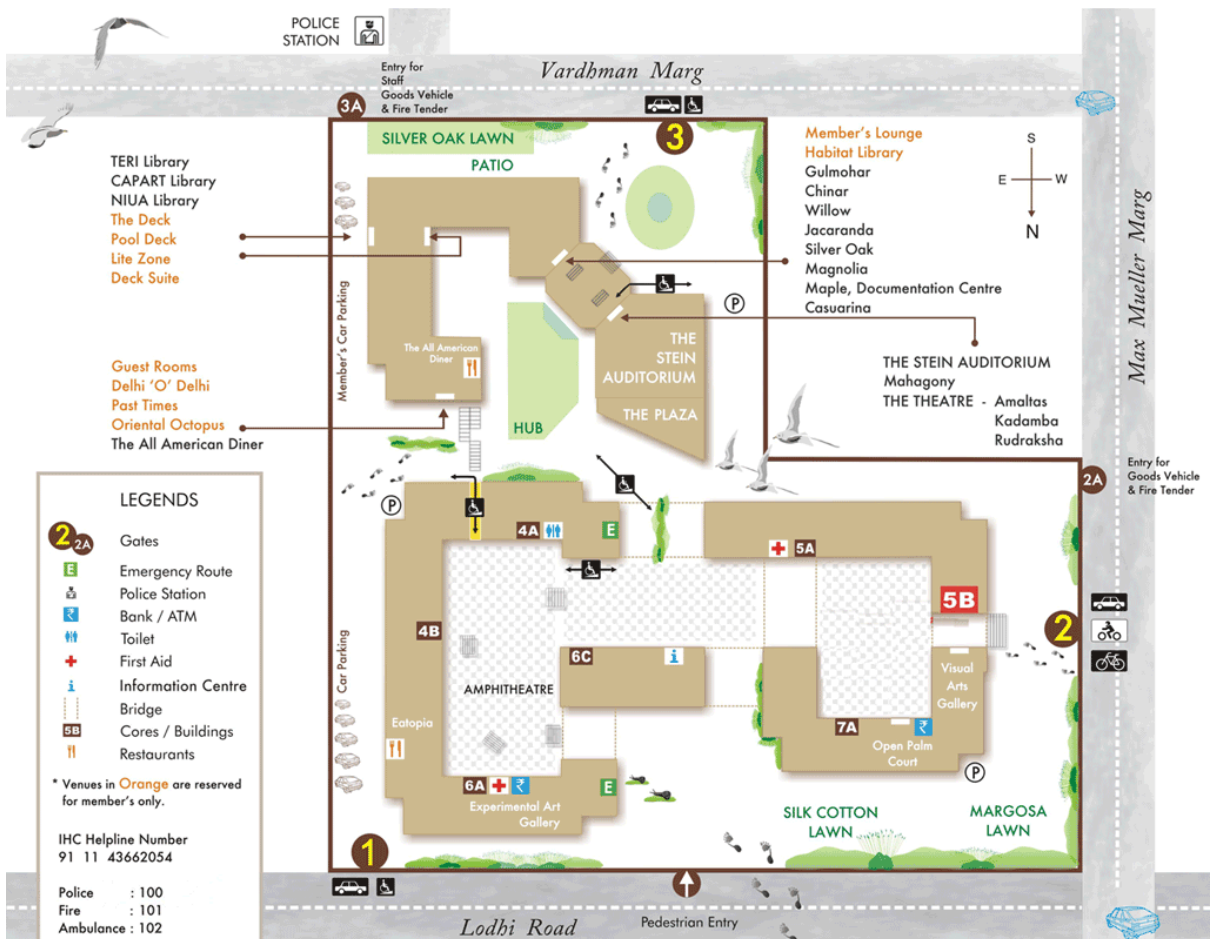 POLICE
STATION
Entry for
Staff
Goods Vehicle
& Fire Tender
Vardhman Marg
3A
SILVER OAK LAWN
PATIO
3
TERI Library
CAPART Library
NIUA Library
The Deck
Pool Deck
Lite Zone
Deck Suite
Member's Lounge
Habitat Library
Gulmohar
Chinar
Willow
Jacaranda
Silver Oak
Magnolia
Maple, Documentation Centre
Casuarina
S
E W
N
Max Mueller Marg
Member's Car Parking
P
The All American
Diner
THE
STEIN
AUDITORIUM
THE PLAZA
HUB
THE STEIN AUDITORIUM
Mahagony
THE THEATRE - Amaltas
Kadamba
Rudraksha
Guest Rooms
Delhi 'O' Delhi
Past Times
Oriental Octopus
The All American Diner
2A
Entry for
Goods Vehicle
& Fire Tender
LEGENDS
2 2A Gates
E Emergency Route
Police Station
₹ Bank / ATM
Toilet
First Aid
i Information Centre
Bridge
5B Cores / Buildings
Restaurants
* Venues in Orange are reserved
for member's only.
IHC Helpline Number
91 11 43662054
Police : 100
Fire : 101
Ambulance : 102
P
4A
E
5A
5B
4B
6C
i
2
AMPHITHEATRE
Visual
Arts
Gallery
Car Parking
Eatopia
7A
₹
Open Palm
Court
P
6A
₹
E
Experimental Art
Gallery
SILK COTTON
LAWN
MARGOSA
LAWN
1
Lodhi Road
Pedestrian Entry